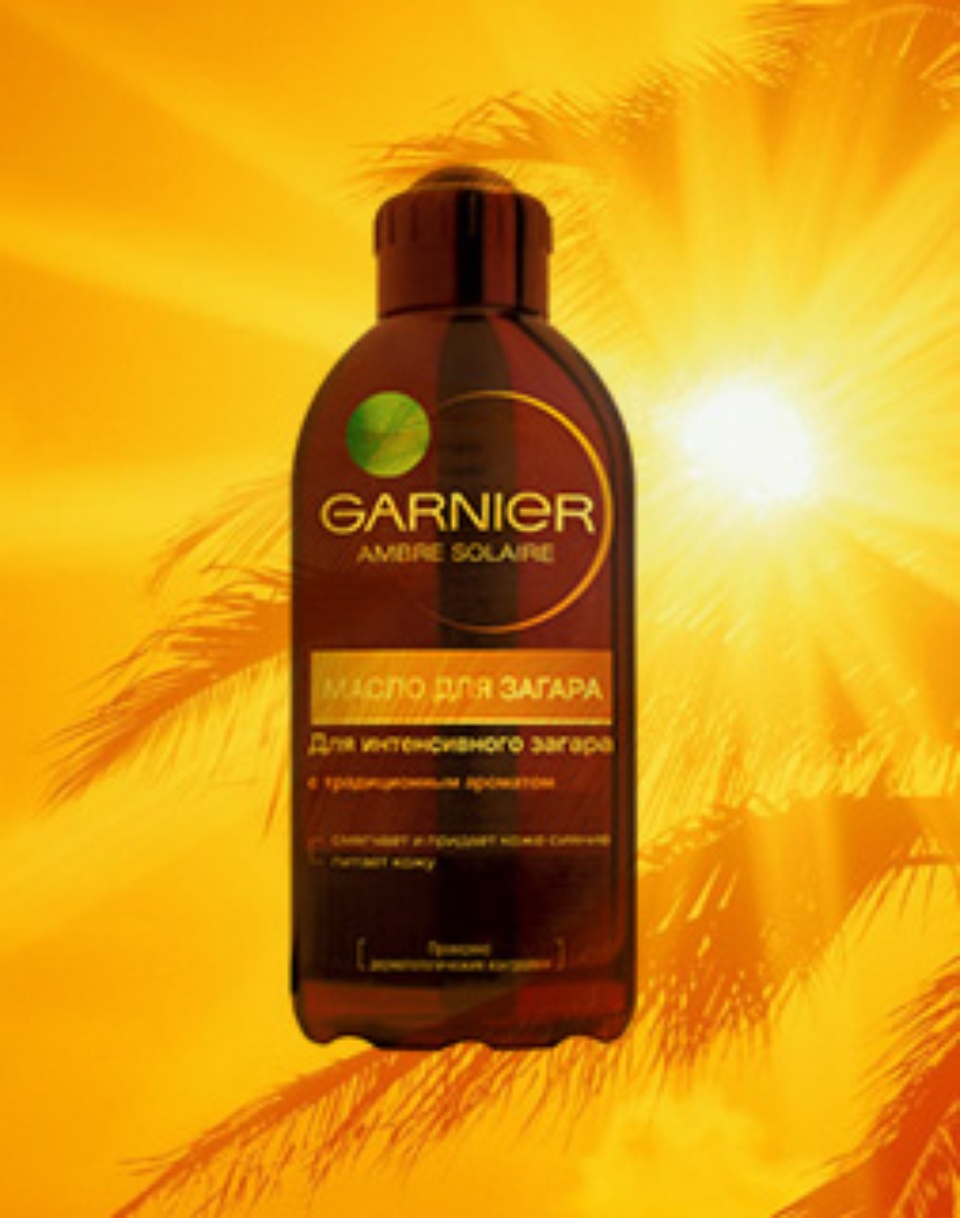 GARNIER
AMBRE SOLAIRE
МАСЛО ДЛЯ ЗАГАРА
Для интенсивного загара
с традиционным ароматом
смягчает и придает коже сияние
питает кожу